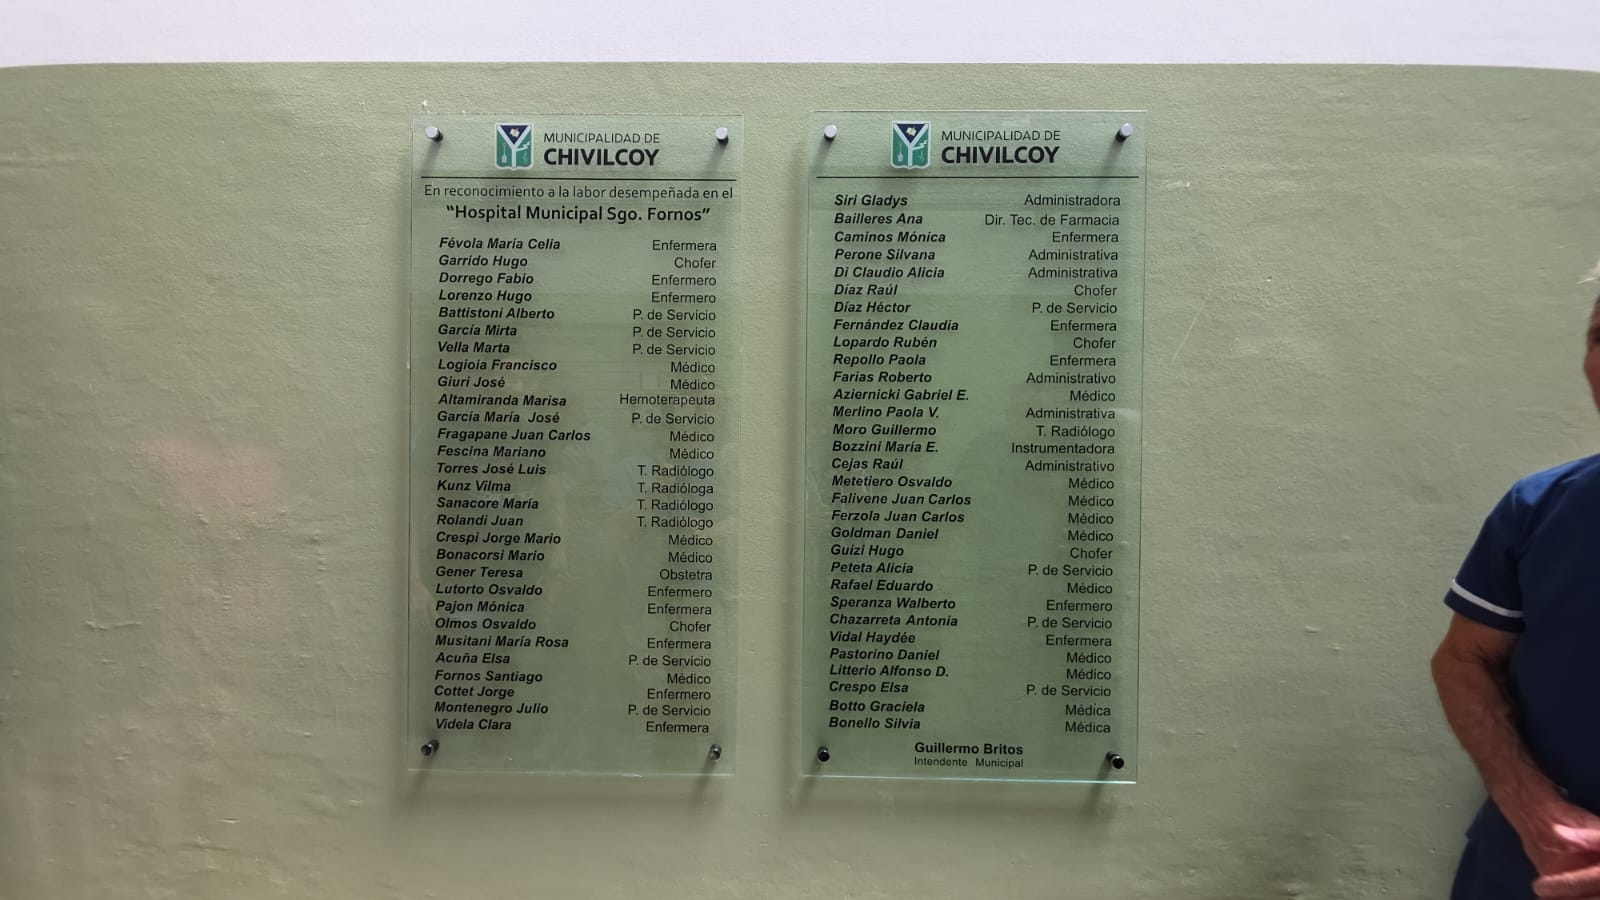 MUNICIPALIDAD DE
CHIVILCOY
En reconocimiento a la labor desempeñada en el
“Hospital Municipal Sgo. Fornos”
Févola María Celia Enfermera
Garrido Hugo Chofer
Dorrego Fabio Enfermero
Lorenzo Hugo Enfermero
Battistoni Alberto P. de Servicio
García Mirta P. de Servicio
Vella Marta P. de Servicio
Logioia Francisco Médico
Giuri José Médico
Altamiranda Marisa Hemoterapeuta
García María José P. de Servicio
Fragapane Juan Carlos Médico
Fescina Mariano Médico
Torres José Luis T. Radiólogo
Kunz Vilma T. Radióloga
Sanacore María T. Radiólogo
Rolandi Juan T. Radiólogo
Crespi Jorge Mario Médico
Bonacorsi Mario Médico
Gener Teresa Obstetra
Lutorto Osvaldo Enfermero
Pajon Mónica Enfermera
Olmos Osvaldo Chofer
Musitani María Rosa Enfermera
Acuña Elsa P. de Servicio
Fornos Santiago Médico
Cottet Jorge Enfermero
Montenegro Julio P. de Servicio
Videla Clara Enfermera
MUNICIPALIDAD DE
CHIVILCOY
Siri Gladys Administradora
Bailleres Ana Dir. Tec. de Farmacia
Caminos Mónica Enfermera
Perone Silvana Administrativa
Di Claudio Alicia Administrativa
Díaz Raúl Chofer
Díaz Héctor P. de Servicio
Fernández Claudia Enfermera
Lopardo Rubén Chofer
Repollo Paola Enfermera
Farías Roberto Administrativo
Aziernicki Gabriel E. Médico
Merlino Paola V. Administrativa
Moro Guillermo T. Radiólogo
Bozzini María E. Instrumentadora
Cejas Raúl Administrativo
Metetiero Osvaldo Médico
Falivene Juan Carlos Médico
Ferzola Juan Carlos Médico
Goldman Daniel Médico
Guizi Hugo Chofer
Peteta Alicia P. de Servicio
Rafael Eduardo Médico
Speranza Walberto Enfermero
Chazarreta Antonia P. de Servicio
Vidal Haydée Enfermera
Pastorino Daniel Médico
Litterio Alfonso D. Médico
Crespo Elsa P. de Servicio
Botto Graciela Médica
Bonello Silvia Médica
Guillermo Britos
Intendente Municipal